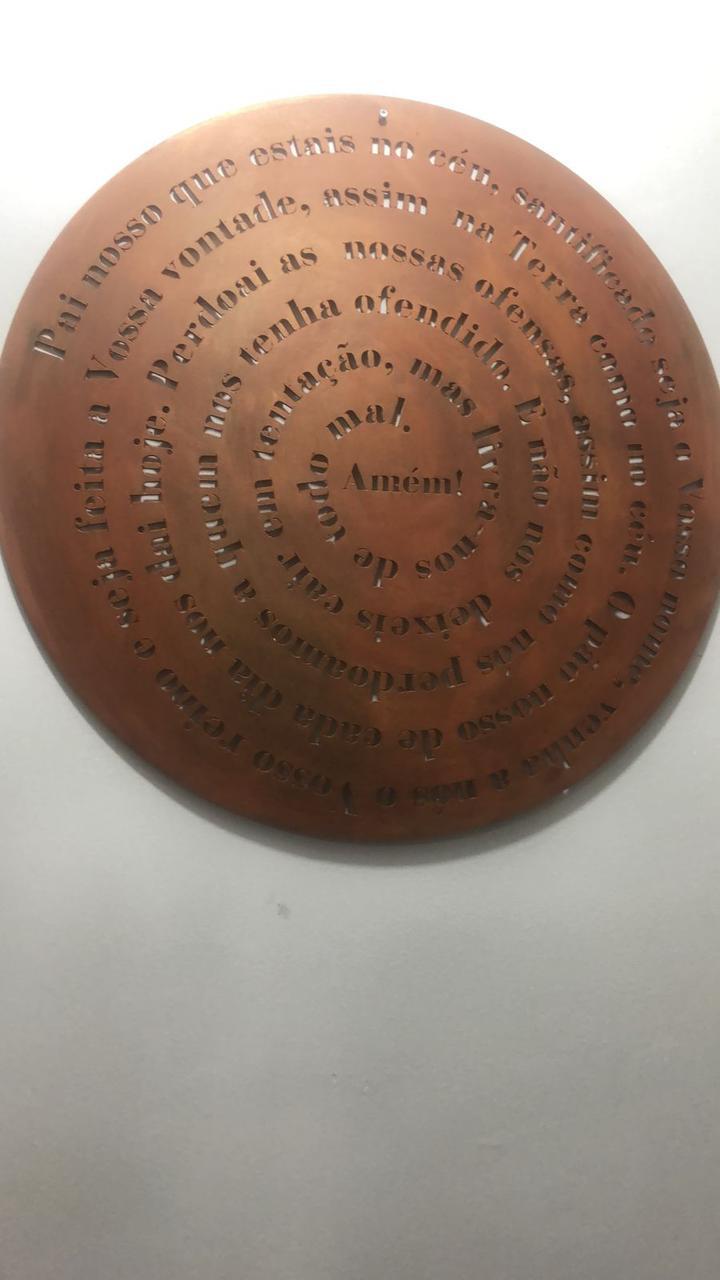 Pai nosso que estais no céu, santificado seja o Vosso nome, venha a nós o Vosso reino e seja feita a Vossa vontade, assim na Terra como no céu. O pão nosso de cada dia nos dai hoje. Perdoai as nossas ofensas, assim como nós perdoamos a quem nos tenha ofendido. E não nos deixeis cair em tentação, mas livra-nos de todo mal.
Amém!